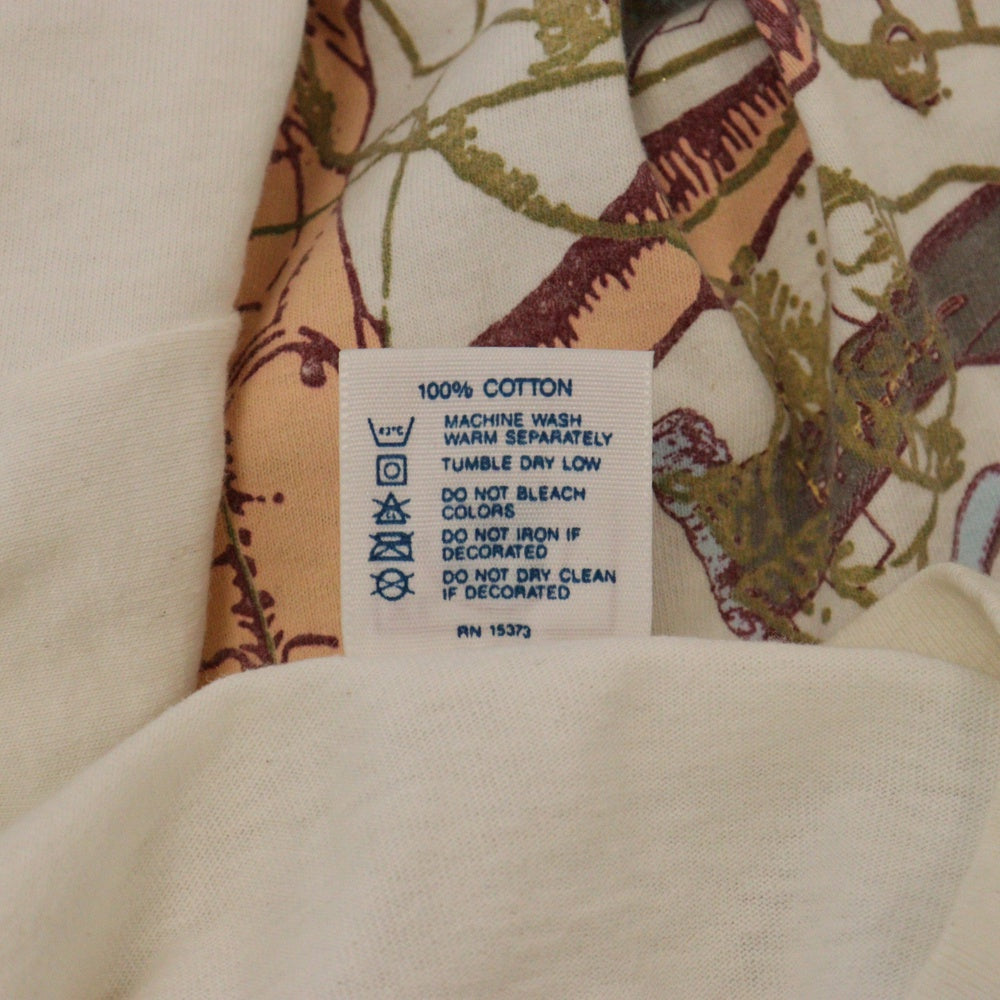 100% COTTON
MACHINE WASH
WARM SEPARATELY
TUMBLE DRY LOW
DO NOT BLEACH
COLORS
DO NOT IRON IF
DECORATED
DO NOT DRY CLEAN
IF DECORATED
RN 15373